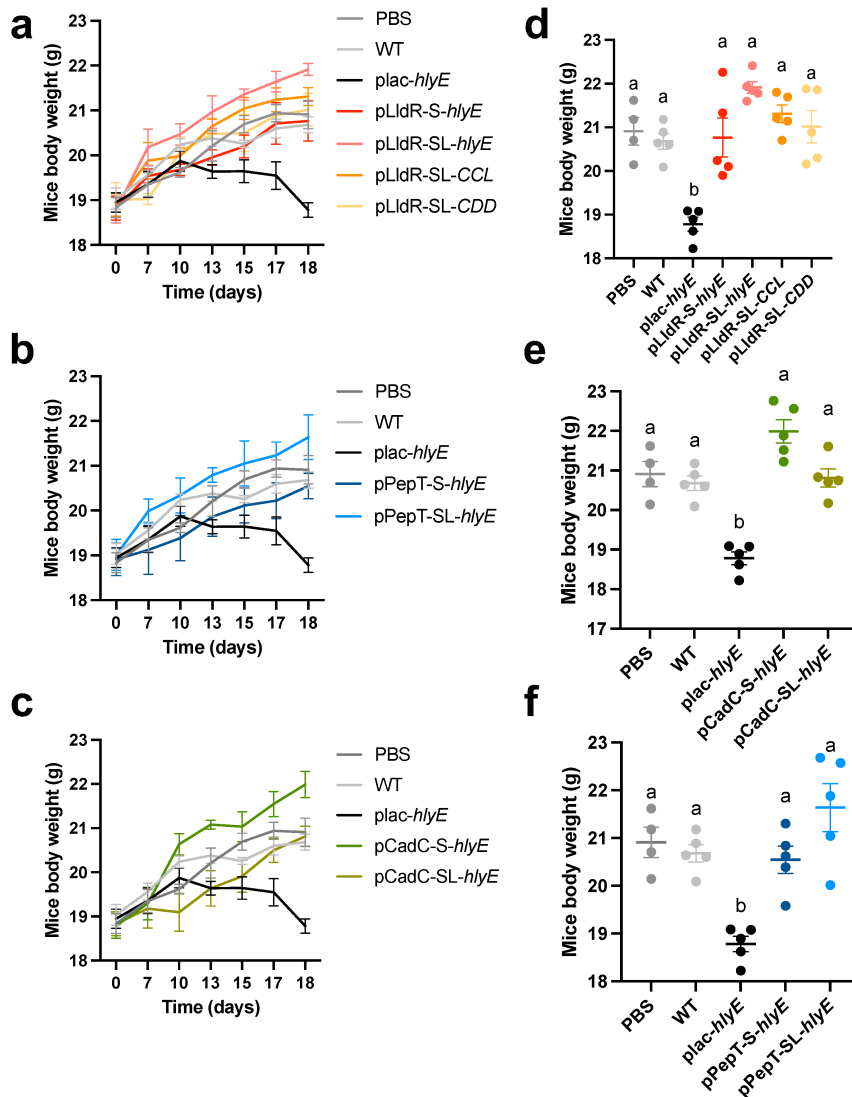 a
Mice body weight (g)
23
22
21
20
19
18
0 7 10 13 15 17 18
Time (days)
PBS
WT
plac-hlyE
pLldR-S-hlyE
pLldR-SL-hlyE
pLldR-SL-CCL
pLldR-SL-CDD
d
Mice body weight (g)
23
22
21
20
19
18
a a b a a a a
PBS
WT
plac-hlyE
pLldR-S-hlyE
pLldR-SL-hlyE
pLldR-SL-CCL
pLldR-SL-CDD
b
Mice body weight (g)
23
22
21
20
19
18
0 7 10 13 15 17 18
Time (days)
PBS
WT
plac-hlyE
pPepT-S-hlyE
pPepT-SL-hlyE
e
Mice body weight (g)
23
22
21
20
19
18
17
a a b a a
PBS
WT
plac-hlyE
pCadC-S-hlyE
pCadC-SL-hlyE
c
Mice body weight (g)
23
22
21
20
19
18
0 7 10 13 15 17 18
Time (days)
PBS
WT
plac-hlyE
pCadC-S-hlyE
pCadC-SL-hlyE
f
Mice body weight (g)
23
22
21
20
19
18
a a b a a
PBS
WT
plac-hlyE
pPepT-S-hlyE
pPepT-SL-hlyE